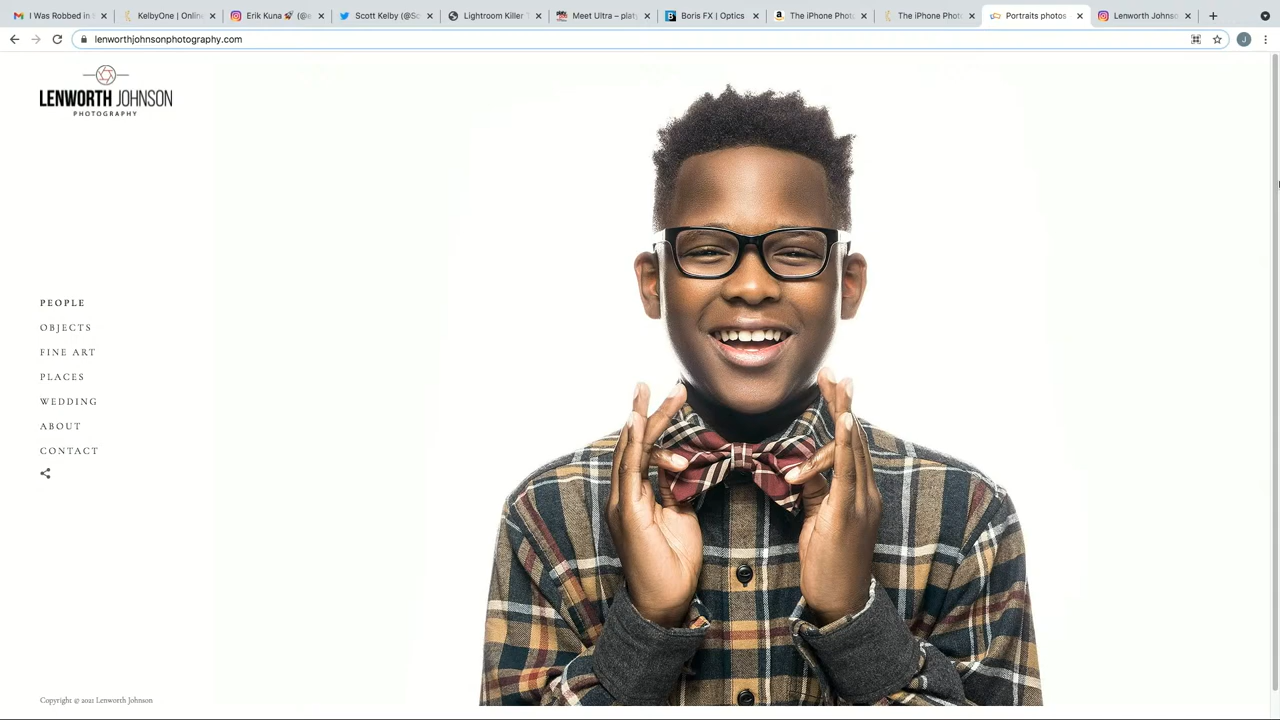 I Was Robbed in
KelbyOne | Onlin
Erik Kuna 🚀 (@e
Scott Kelby (@S
Lightroom Killer
Meet Ultra – plat
Boris FX | Optics
The iPhone Phot
The iPhone Phot
Portraits photos
Lenworth Johns
lenworthjohnsonphotography.com
J
LENWORTH JOHNSON
PHOTOGRAPHY
PEOPLE
OBJECTS
FINE ART
PLACES
WEDDING
ABOUT
CONTACT
Copyright © 2021 Lenworth Johnson